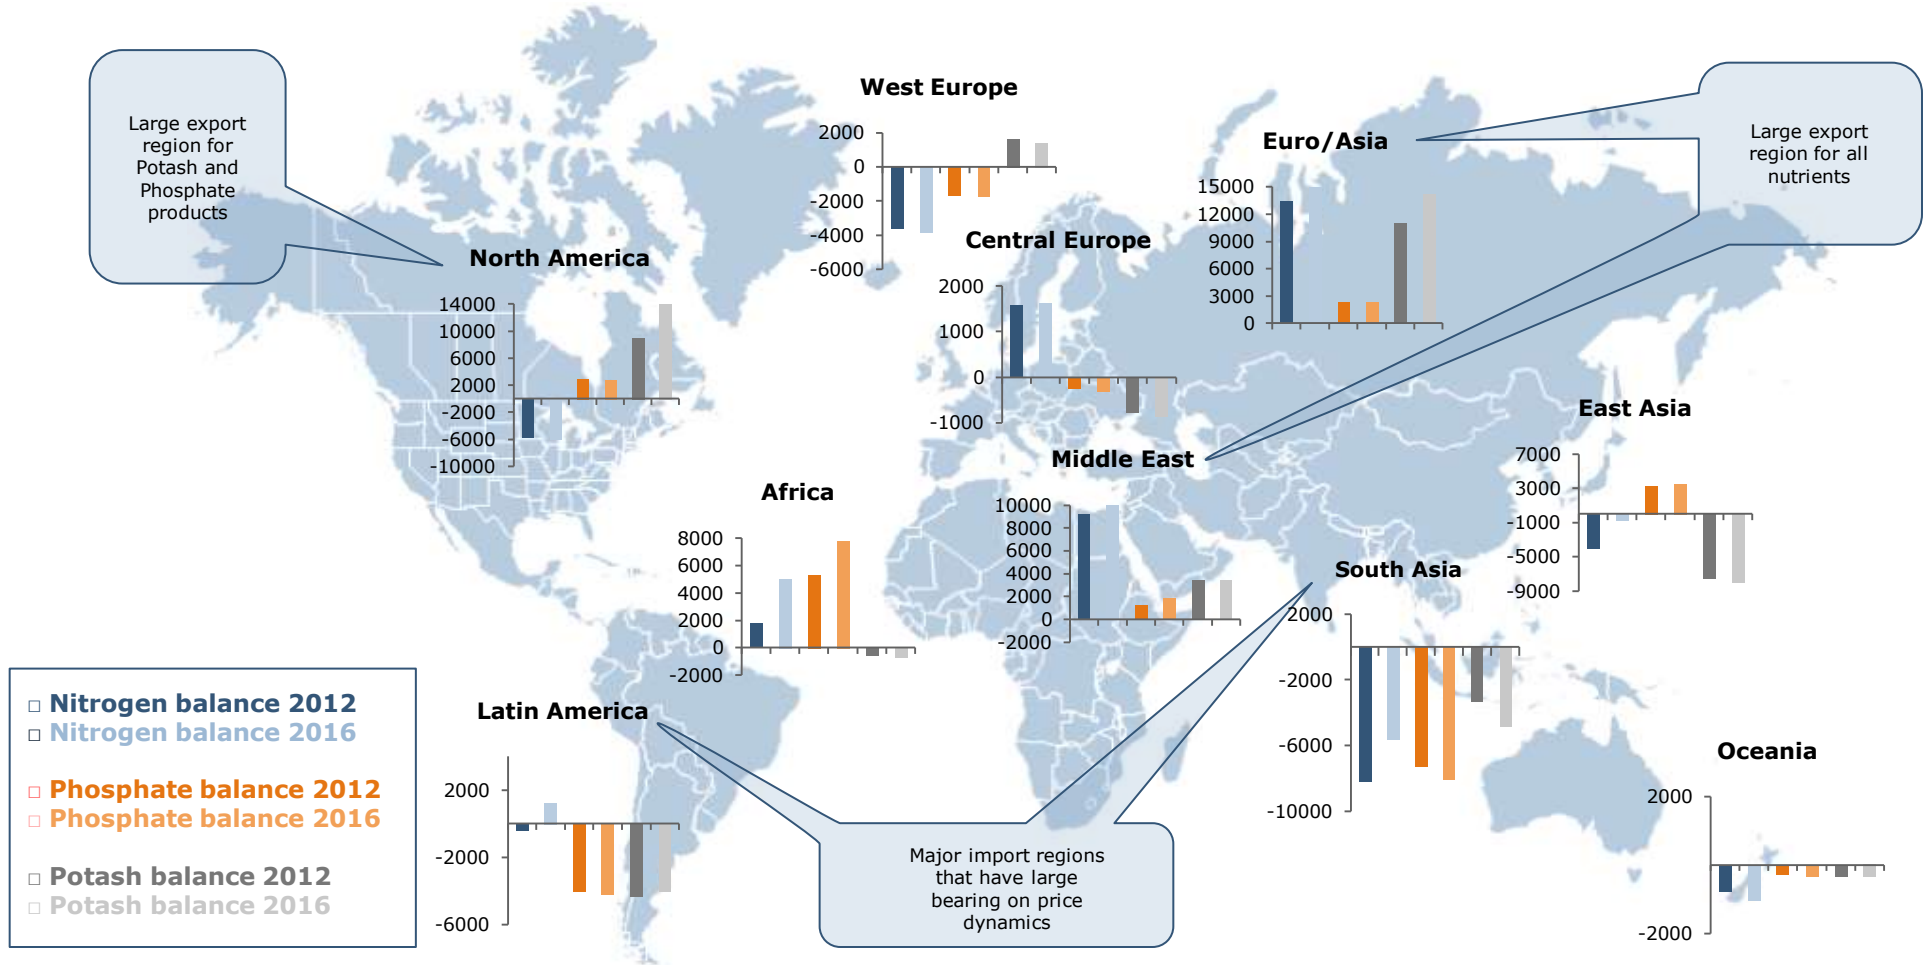 Large export
region for
Potash and
Phosphate
products
West Europe
2000
0
-2000
-4000
-6000
Euro/Asia
15000
12000
9000
6000
3000
0
Large export
region for all
nutrients
North America
14000
10000
6000
2000
-2000
-6000
-10000
Central Europe
2000
1000
0
-1000
East Asia
7000
3000
-1000
-5000
-9000
Africa
8000
6000
4000
2000
0
-2000
Middle East
10000
8000
6000
4000
2000
0
-2000
South Asia
2000
-2000
-6000
-10000
Nitrogen balance 2012
Nitrogen balance 2016
Phosphate balance 2012
Phosphate balance 2016
Potash balance 2012
Potash balance 2016
Latin America
2000
-2000
-6000
Major import regions
that have large
bearing on price
dynamics
Oceania
2000
-2000